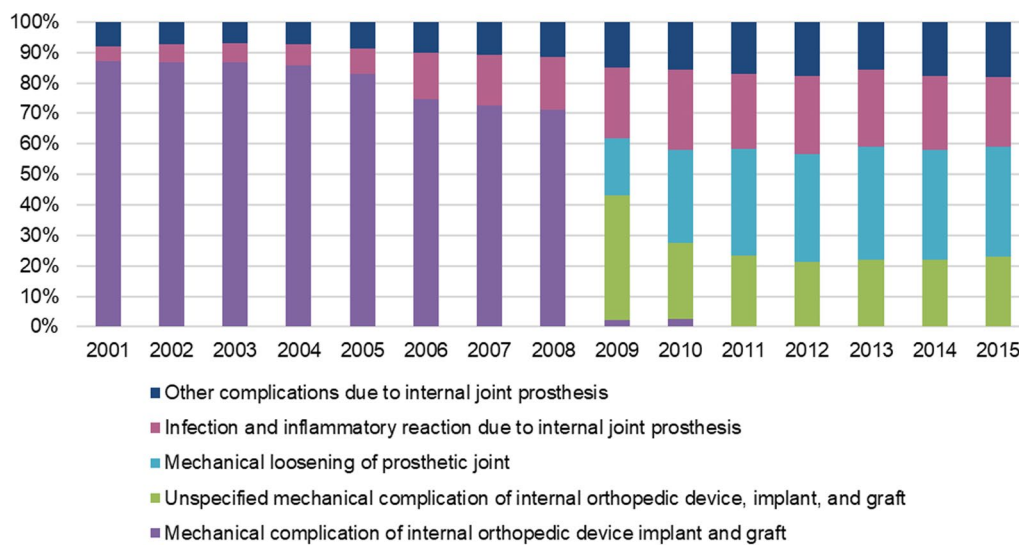 100%
90%
80%
70%
60%
50%
40%
30%
20%
10%
0%
2001 2002 2003 2004 2005 2006 2007 2008 2009 2010 2011 2012 2013 2014 2015
Other complications due to internal joint prosthesis
Infection and inflammatory reaction due to internal joint prosthesis
Mechanical loosening of prosthetic joint
Unspecified mechanical complication of internal orthopedic device, implant, and graft
Mechanical complication of internal orthopedic device implant and graft